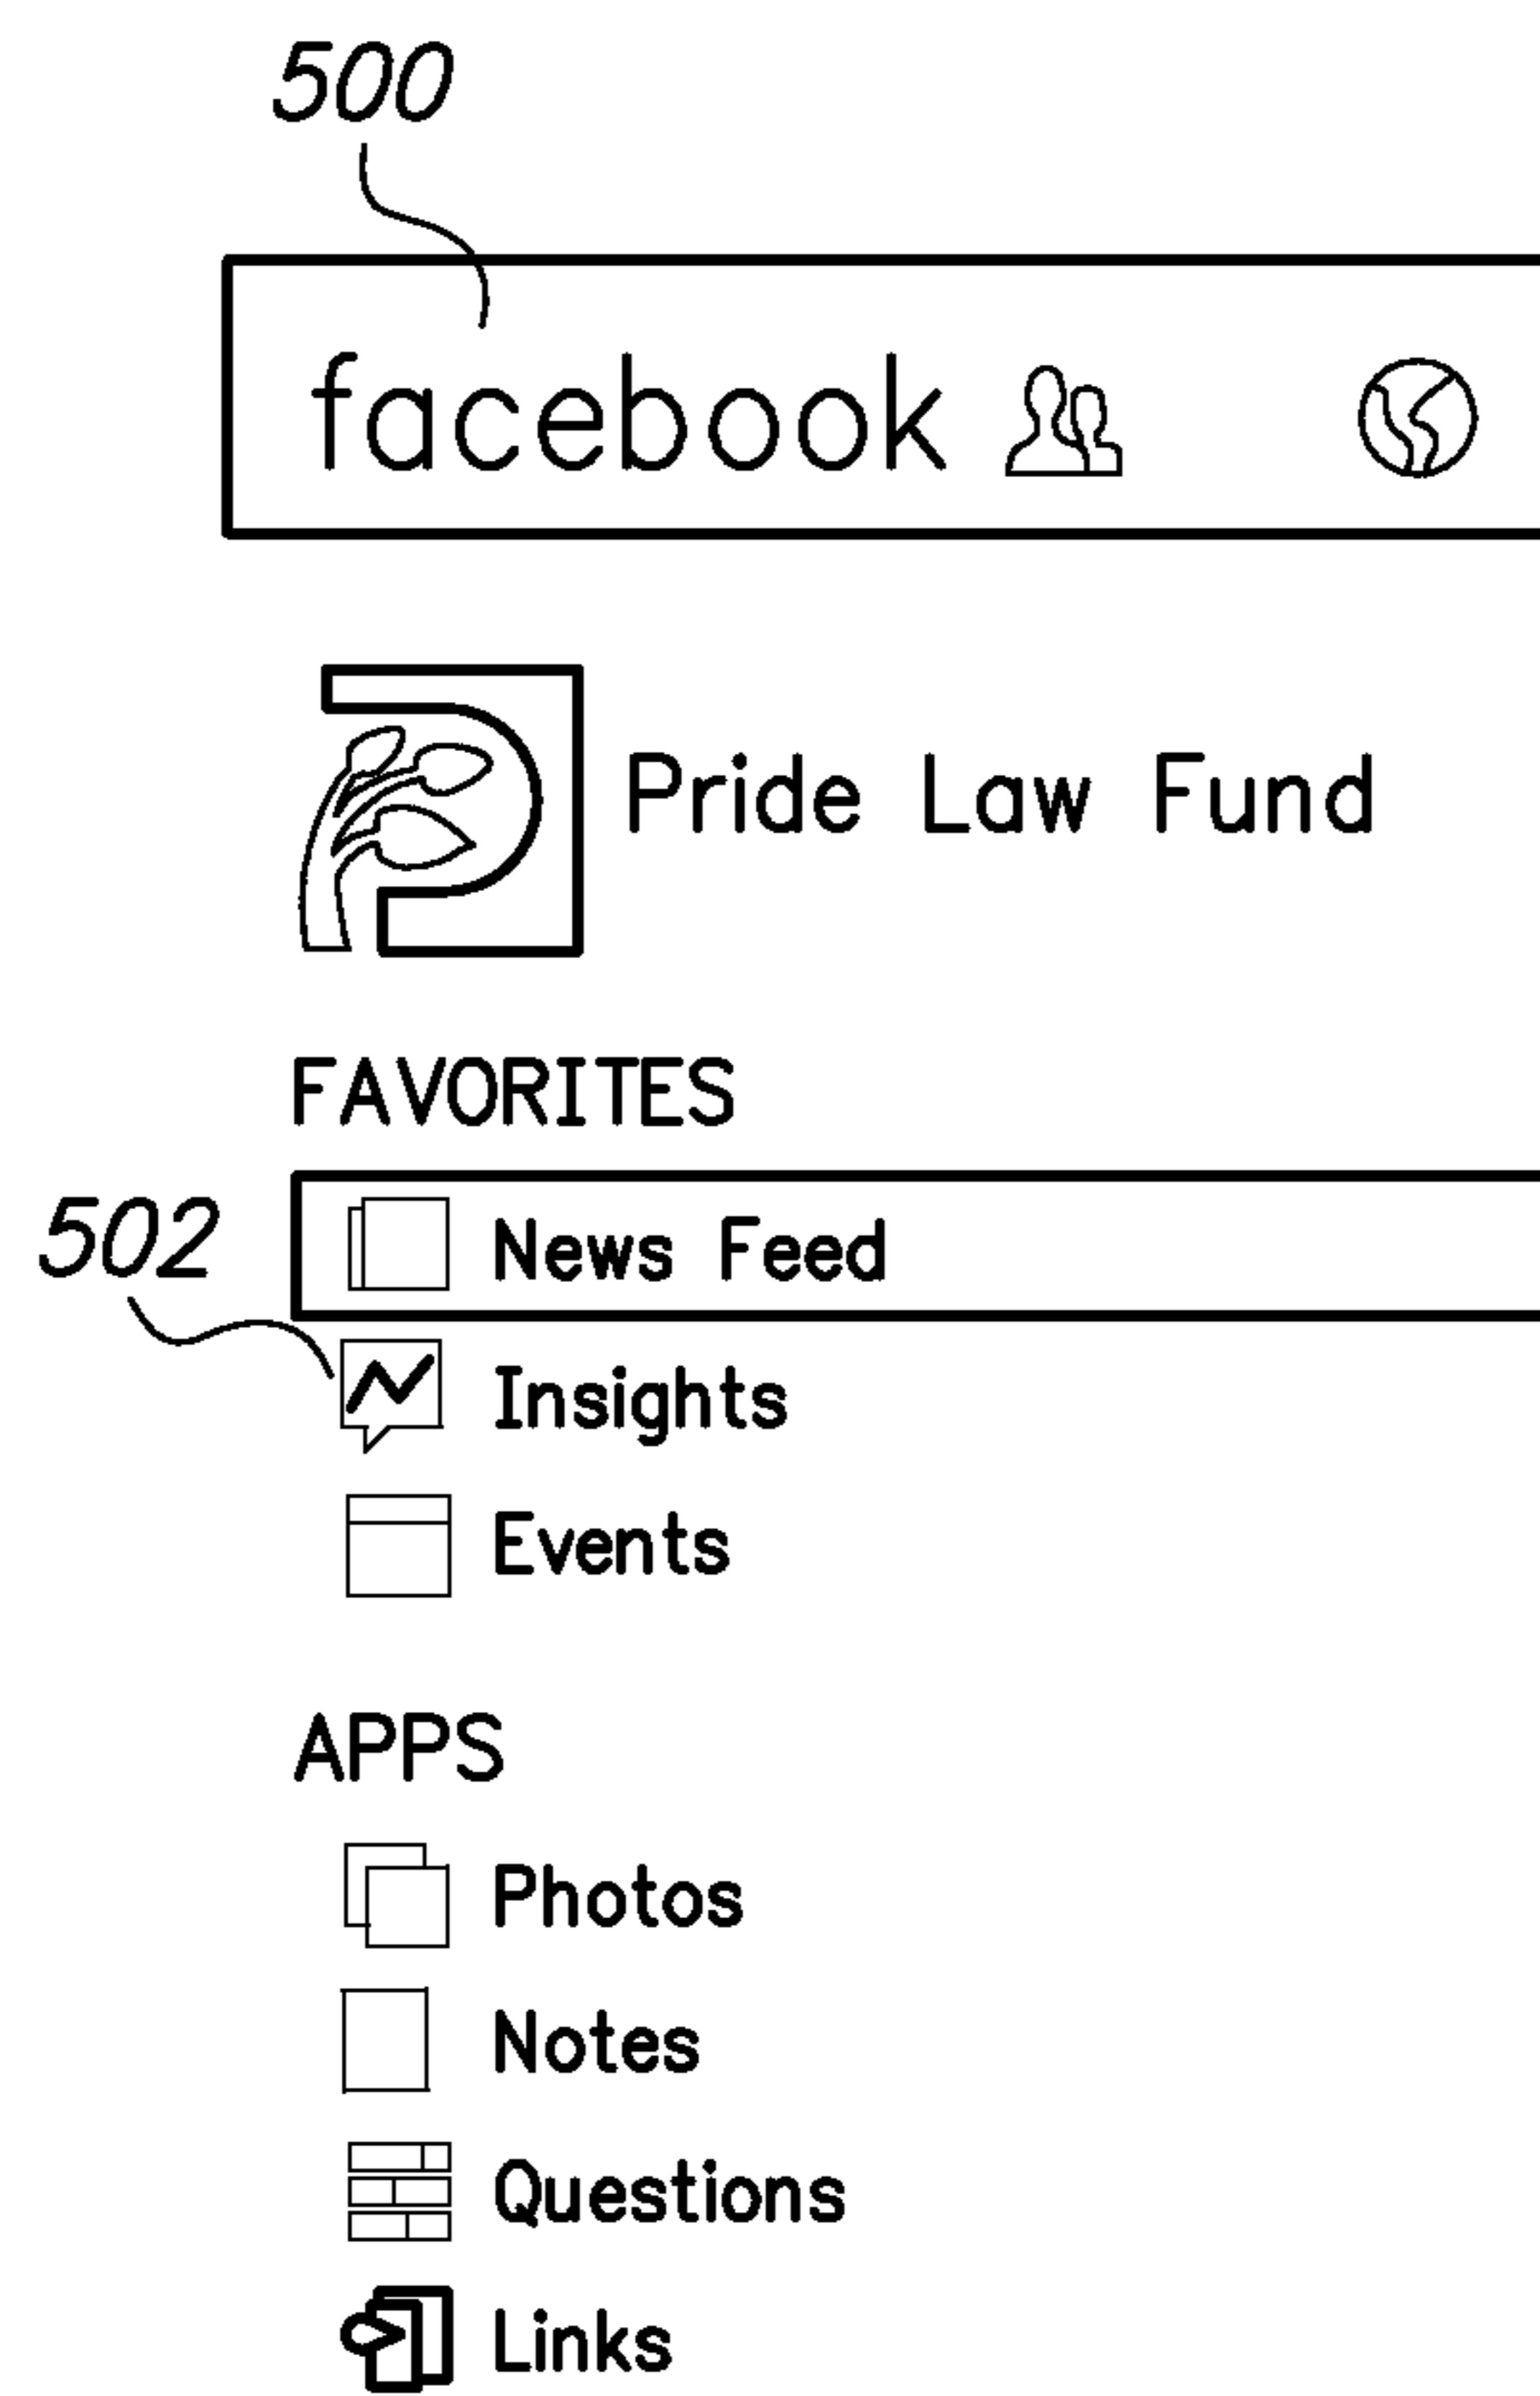 500
facebook
Pride Law Fund
FAVORITES
502
News Feed
Insights
Events
APPS
Photos
Notes
Questions
Links